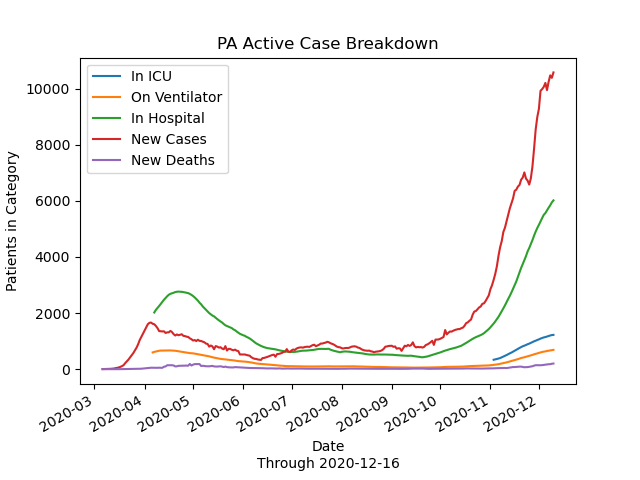 PA Active Case Breakdown
In ICU
On Ventilator
In Hospital
New Cases
New Deaths
Patients in Category
10000
8000
6000
4000
2000
0
2020-03
2020-04
2020-05
2020-06
2020-07
2020-08
2020-09
2020-10
2020-11
2020-12
Date
Through 2020-12-16